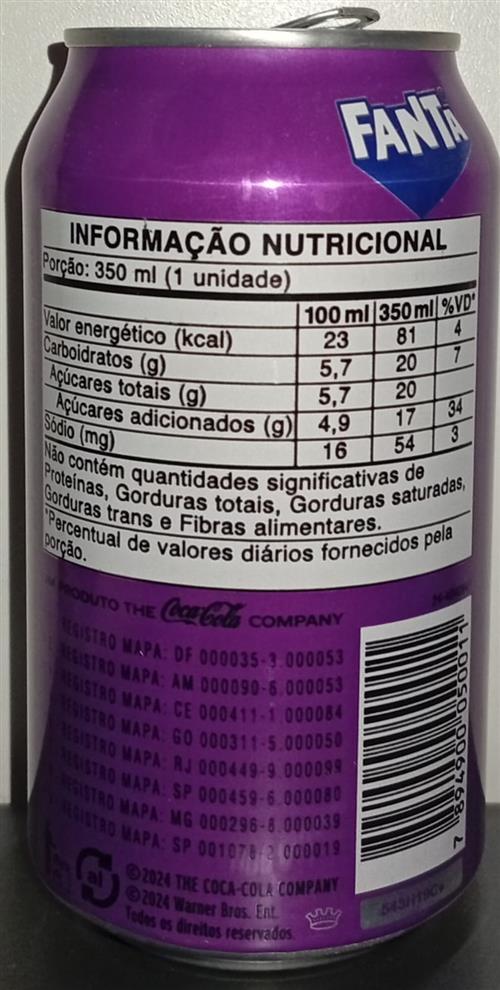 FANTA
INFORMAÇÃO NUTRICIONAL
Porção: 350 ml (1 unidade)
100 ml 350 ml %VD*
Valor energético (kcal) 23 81 4
Carboidratos (g) 5,7 20 7
Açúcares totais (g) 5,7 20
Açúcares adicionados (g) 4,9 17 34
Sódio (mg) 16 54 3
Não contém quantidades significativas de
Proteínas, Gorduras totais, Gorduras saturadas,
Gorduras trans e Fibras alimentares.
*Percentual de valores diários fornecidos pela
porção.
PRODUTO THE Coca-Cola COMPANY
REGISTRO MAPA: DF 000035-3.000053
REGISTRO MAPA: AM 000090-6.000053
REGISTRO MAPA: CE 000411-1 000084
REGISTRO MAPA: GO 000311-5.000050
REGISTRO MAPA: RJ 000449-9.000099
REGISTRO MAPA: SP 000459-6.000080
REGISTRO MAPA: MG 000296-8.000039
REGISTRO MAPA: SP 001078-2 000019
7 894900 050011
al
©2024 THE COCA-COLA COMPANY
©2024 Warner Bros. Ent.
Todos os direitos reservados.